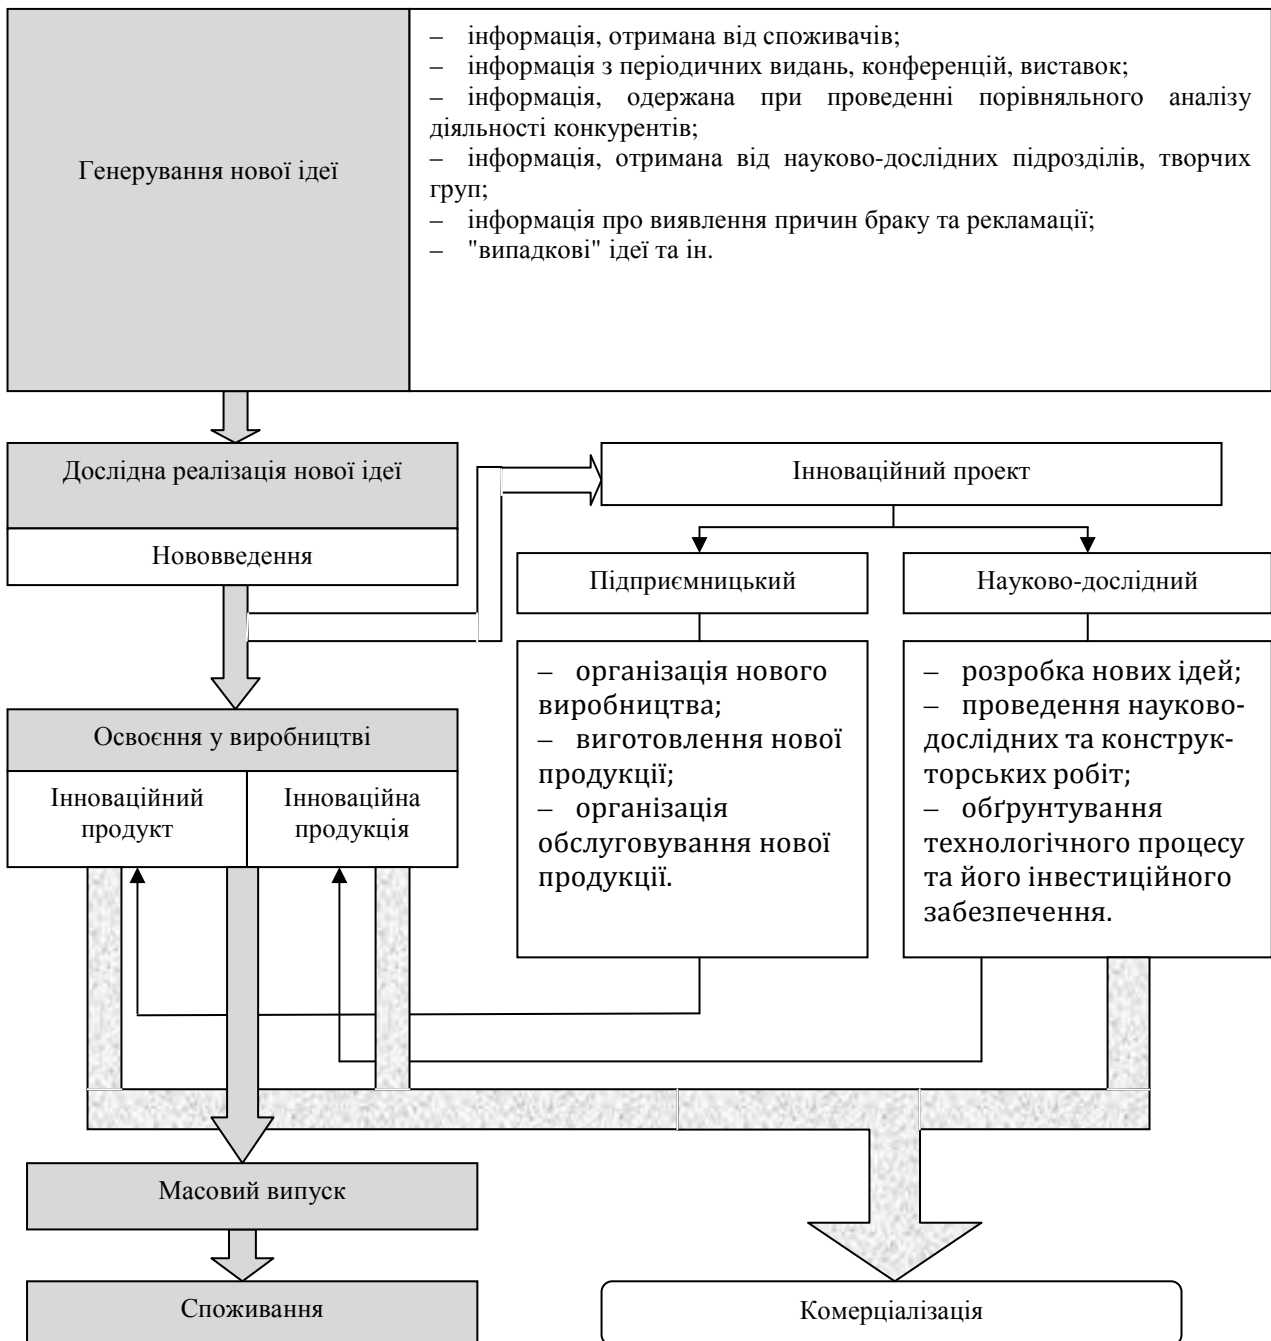 Генерування нової ідеї
– інформація, отримана від споживачів;
– інформація з періодичних видань, конференцій, виставок;
– інформація, одержана при проведенні порівняльного аналізу
діяльності конкурентів;
– інформація, отримана від науково-дослідних підрозділів, творчих
груп;
– інформація про виявлення причин браку та рекламації;
– "випадкові" ідеї та ін.
Дослідна реалізація нової ідеї
Нововведення
Інноваційний проект
Підприємницький
Науково-дослідний
– організація нового
виробництва;
– виготовлення нової
продукції;
– організація
обслуговування нової
продукції.
– розробка нових ідей;
– проведення науково-
дослідних та конструк-
торських робіт;
– обґрунтування
технологічного процесу
та його інвестиційного
забезпечення.
Освоєння у виробництві
Інноваційний
продукт
Інноваційна
продукція
Масовий випуск
Споживання
Комерціалізація